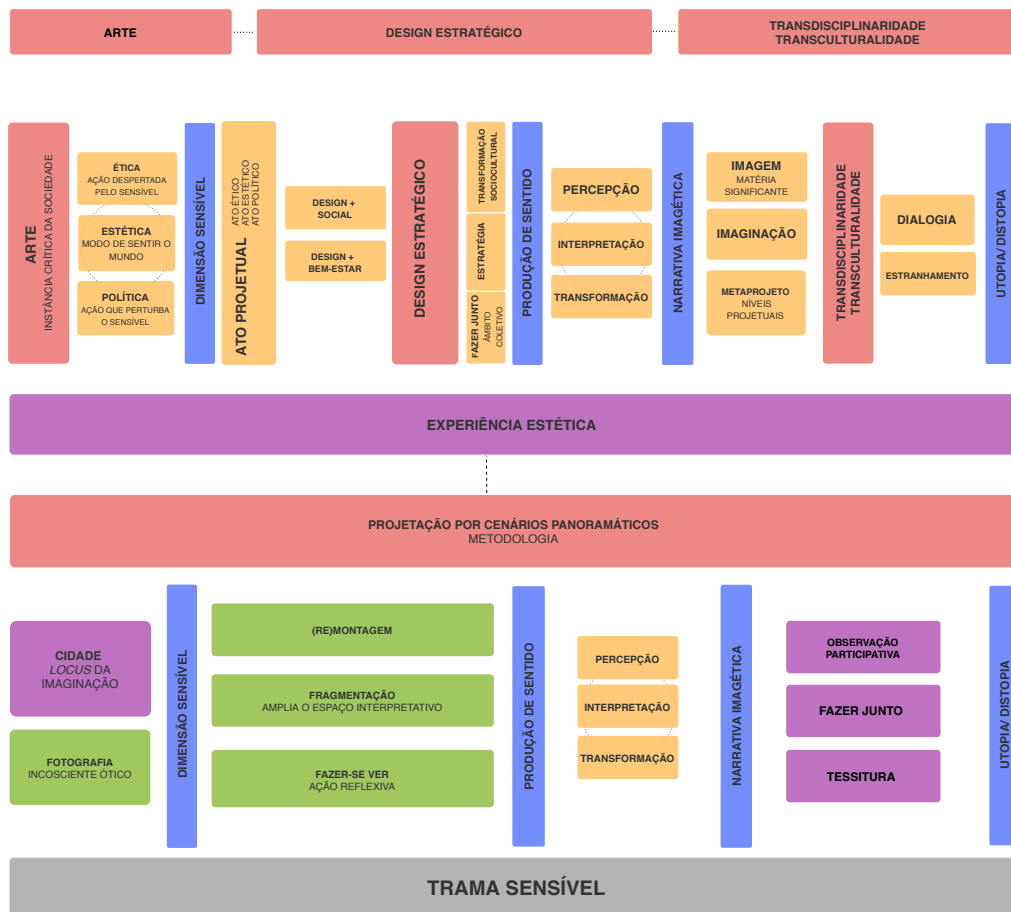 ARTE
DESIGN ESTRATÉGICO
TRANSDISCIPLINARIDADE
TRANSCULTURALIDADE
ARTE
INSTÂNCIA CRÍTICA DA SOCIEDADE
ÉTICA
AÇÃO DESPERTADA
PELO SENSÍVEL
ESTÉTICA
MODO DE SENTIR O
MUNDO
POLÍTICA
AÇÃO QUE PERTURBA
O SENSÍVEL
DIMENSÃO SENSÍVEL
ATO PROJETUAL
ATO ÉTICO
ATO ESTÉTICO
ATO POLÍTICO
DESIGN +
SOCIAL
DESIGN +
BEM-ESTAR
DESIGN ESTRATÉGICO
TRANSFORMAÇÃO
SOCIOCULTURAL
ESTRATÉGIA
FAZER JUNTO
ÂMBITO
COLETIVO
PRODUÇÃO DE SENTIDO
PERCEPÇÃO
INTERPRETAÇÃO
TRANSFORMAÇÃO
NARRATIVA IMAGÉTICA
IMAGEM
MATÉRIA
SIGNIFICANTE
IMAGINAÇÃO
METAPROJETO
NÍVEIS
PROJETUAIS
TRANSDISCIPLINARIDADE
TRANSCULTURALIDADE
DIALOGIA
ESTRANHAMENTO
UTOPIA/ DISTOPIA
EXPERIÊNCIA ESTÉTICA
PROJETAÇÃO POR CENÁRIOS PANORAMÁTICOS
METODOLOGIA
CIDADE
LOCUS DA
IMAGINAÇÃO
FOTOGRAFIA
INCOSCIENTE ÓTICO
DIMENSÃO SENSÍVEL
(RE)MONTAGEM
FRAGMENTAÇÃO
AMPLIA O ESPAÇO INTERPRETATIVO
FAZER-SE VER
AÇÃO REFLEXIVA
PRODUÇÃO DE SENTIDO
PERCEPÇÃO
INTERPRETAÇÃO
TRANSFORMAÇÃO
NARRATIVA IMAGÉTICA
OBSERVAÇÃO
PARTICIPATIVA
FAZER JUNTO
TESSITURA
UTOPIA/ DISTOPIA
TRAMA SENSÍVEL